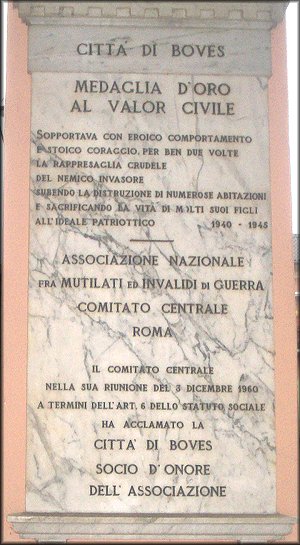 CITTÀ DI BOVES
MEDAGLIA D'ORO
AL VALOR CIVILE
SOPPORTAVA CON EROICO COMPORTAMENTO
E STOICO CORAGGIO, PER BEN DUE VOLTE
LA RAPPRESAGLIA CRUDELE
DEL NEMICO INVASORE
SUBENDO LA DISTRUZIONE DI NUMEROSE ABITAZIONI
E SACRIFICANDO LA VITA DI MOLTI SUOI FIGLI
ALL'IDEALE PATRIOTTICO 1940 - 1945
ASSOCIAZIONE NAZIONALE
FRA MUTILATI ED INVALIDI DI GUERRA
COMITATO CENTRALE
ROMA
IL COMITATO CENTRALE
NELLA SUA RIUNIONE DEL 3 DICEMBRE 1960
A TERMINI DELL'ART. 6 DELLO STATUTO SOCIALE
HA ACCLAMATO LA
CITTÀ DI BOVES
SOCIO D'ONORE
DELL'ASSOCIAZIONE